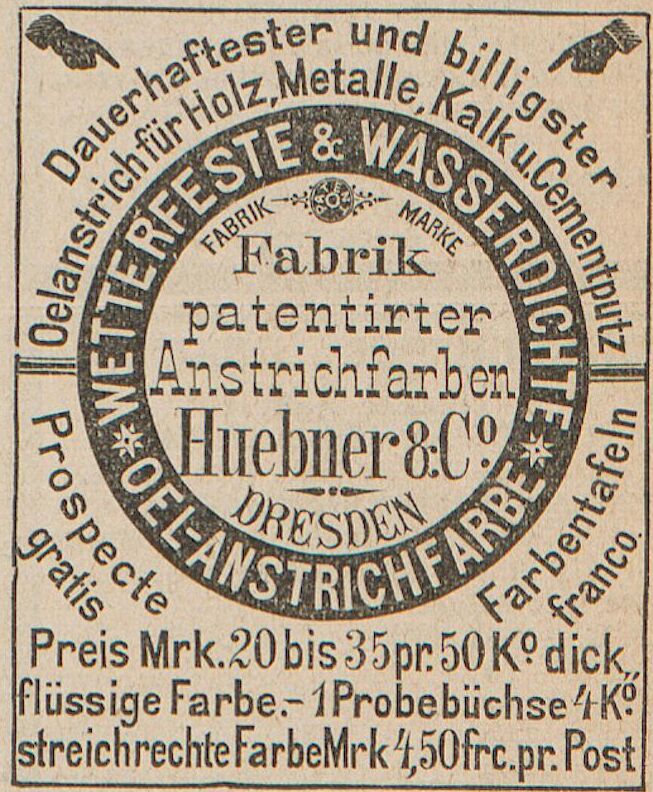 Dauerhaftester und billigster
Oelanstrich für Holz, Metalle, Kalk u. Cementputz
WETTERFESTE & WASSERDICHTE
FABRIK MARKE
Fabrik
patentirter
Anstrichfarben
Huebner & Cº.
DRESDEN
* OEL-ANSTRICHFARBE *
Prospecte
gratis
Farbentafeln
franco.
Preis Mrk. 20 bis 35 pr. 50 Kº dick„
flüssige Farbe.- 1 Probebüchse 4 Kº
streichrechte Farbe Mrk 4,50 frc. pr. Post